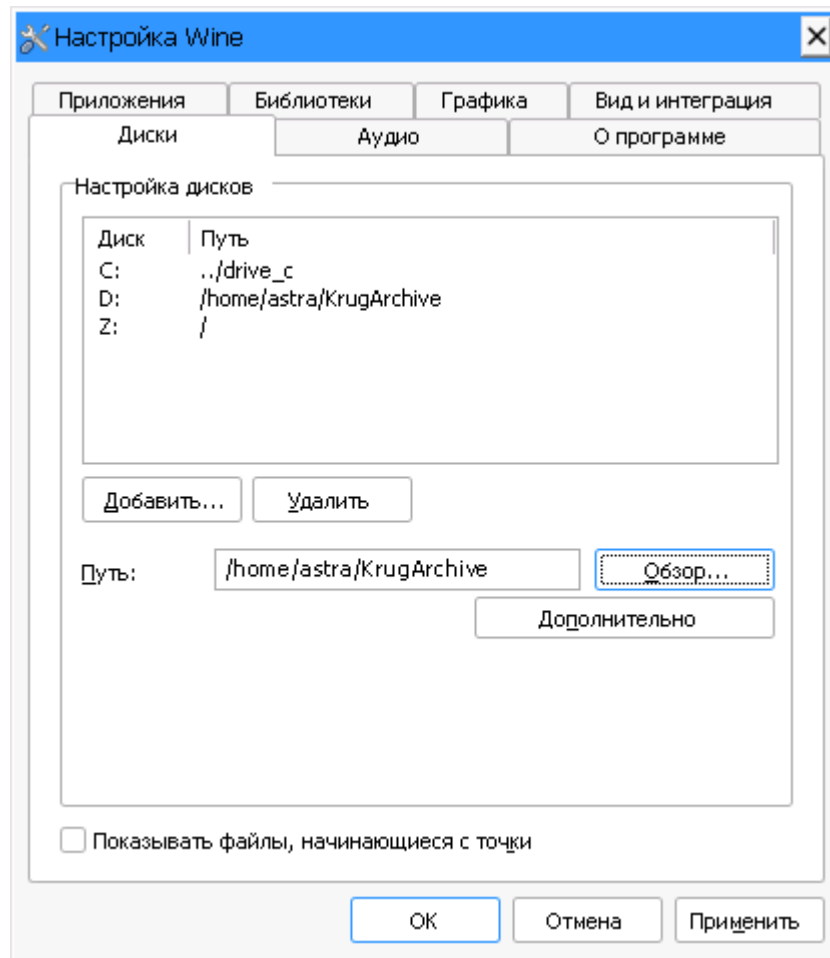 Настройка Wine
Приложения Библиотеки Графика Вид и интеграция
Диски Аудио О программе
Настройка дисков
Диск Путь
C: ../drive_c
D: /home/astra/KrugArchive
Z: /
Добавить... Удалить
Путь: /home/astra/KrugArchive Обзор...
Дополнительно
Показывать файлы, начинающиеся с точки
OK Отмена Применить